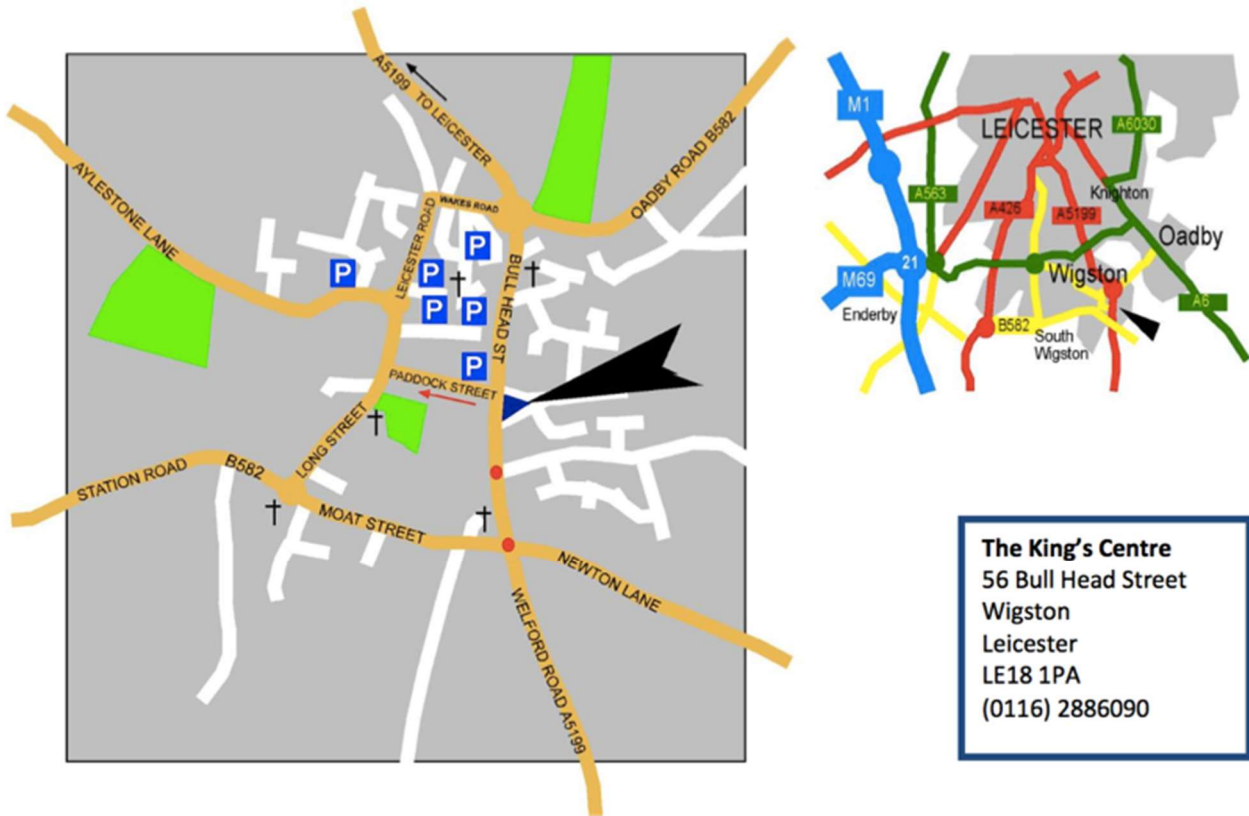 A5199 TO LEICESTER
OADBY ROAD B582
AYLESTONE LANE
WAKES ROAD
LEICESTER ROAD
BULL HEAD ST
P
P
P
P
P
P
PADDOCK STREET
LONG STREET
STATION ROAD
B582
MOAT STREET
NEWTON LANE
WELFORD ROAD A5199
M1
LEICESTER
A6030
A563
A426
A5199
Knighton
Oadby
21
M69
Wigston
A6
Enderby
B582
South
Wigston
The King's Centre
56 Bull Head Street
Wigston
Leicester
LE18 1PA
(0116) 2886090